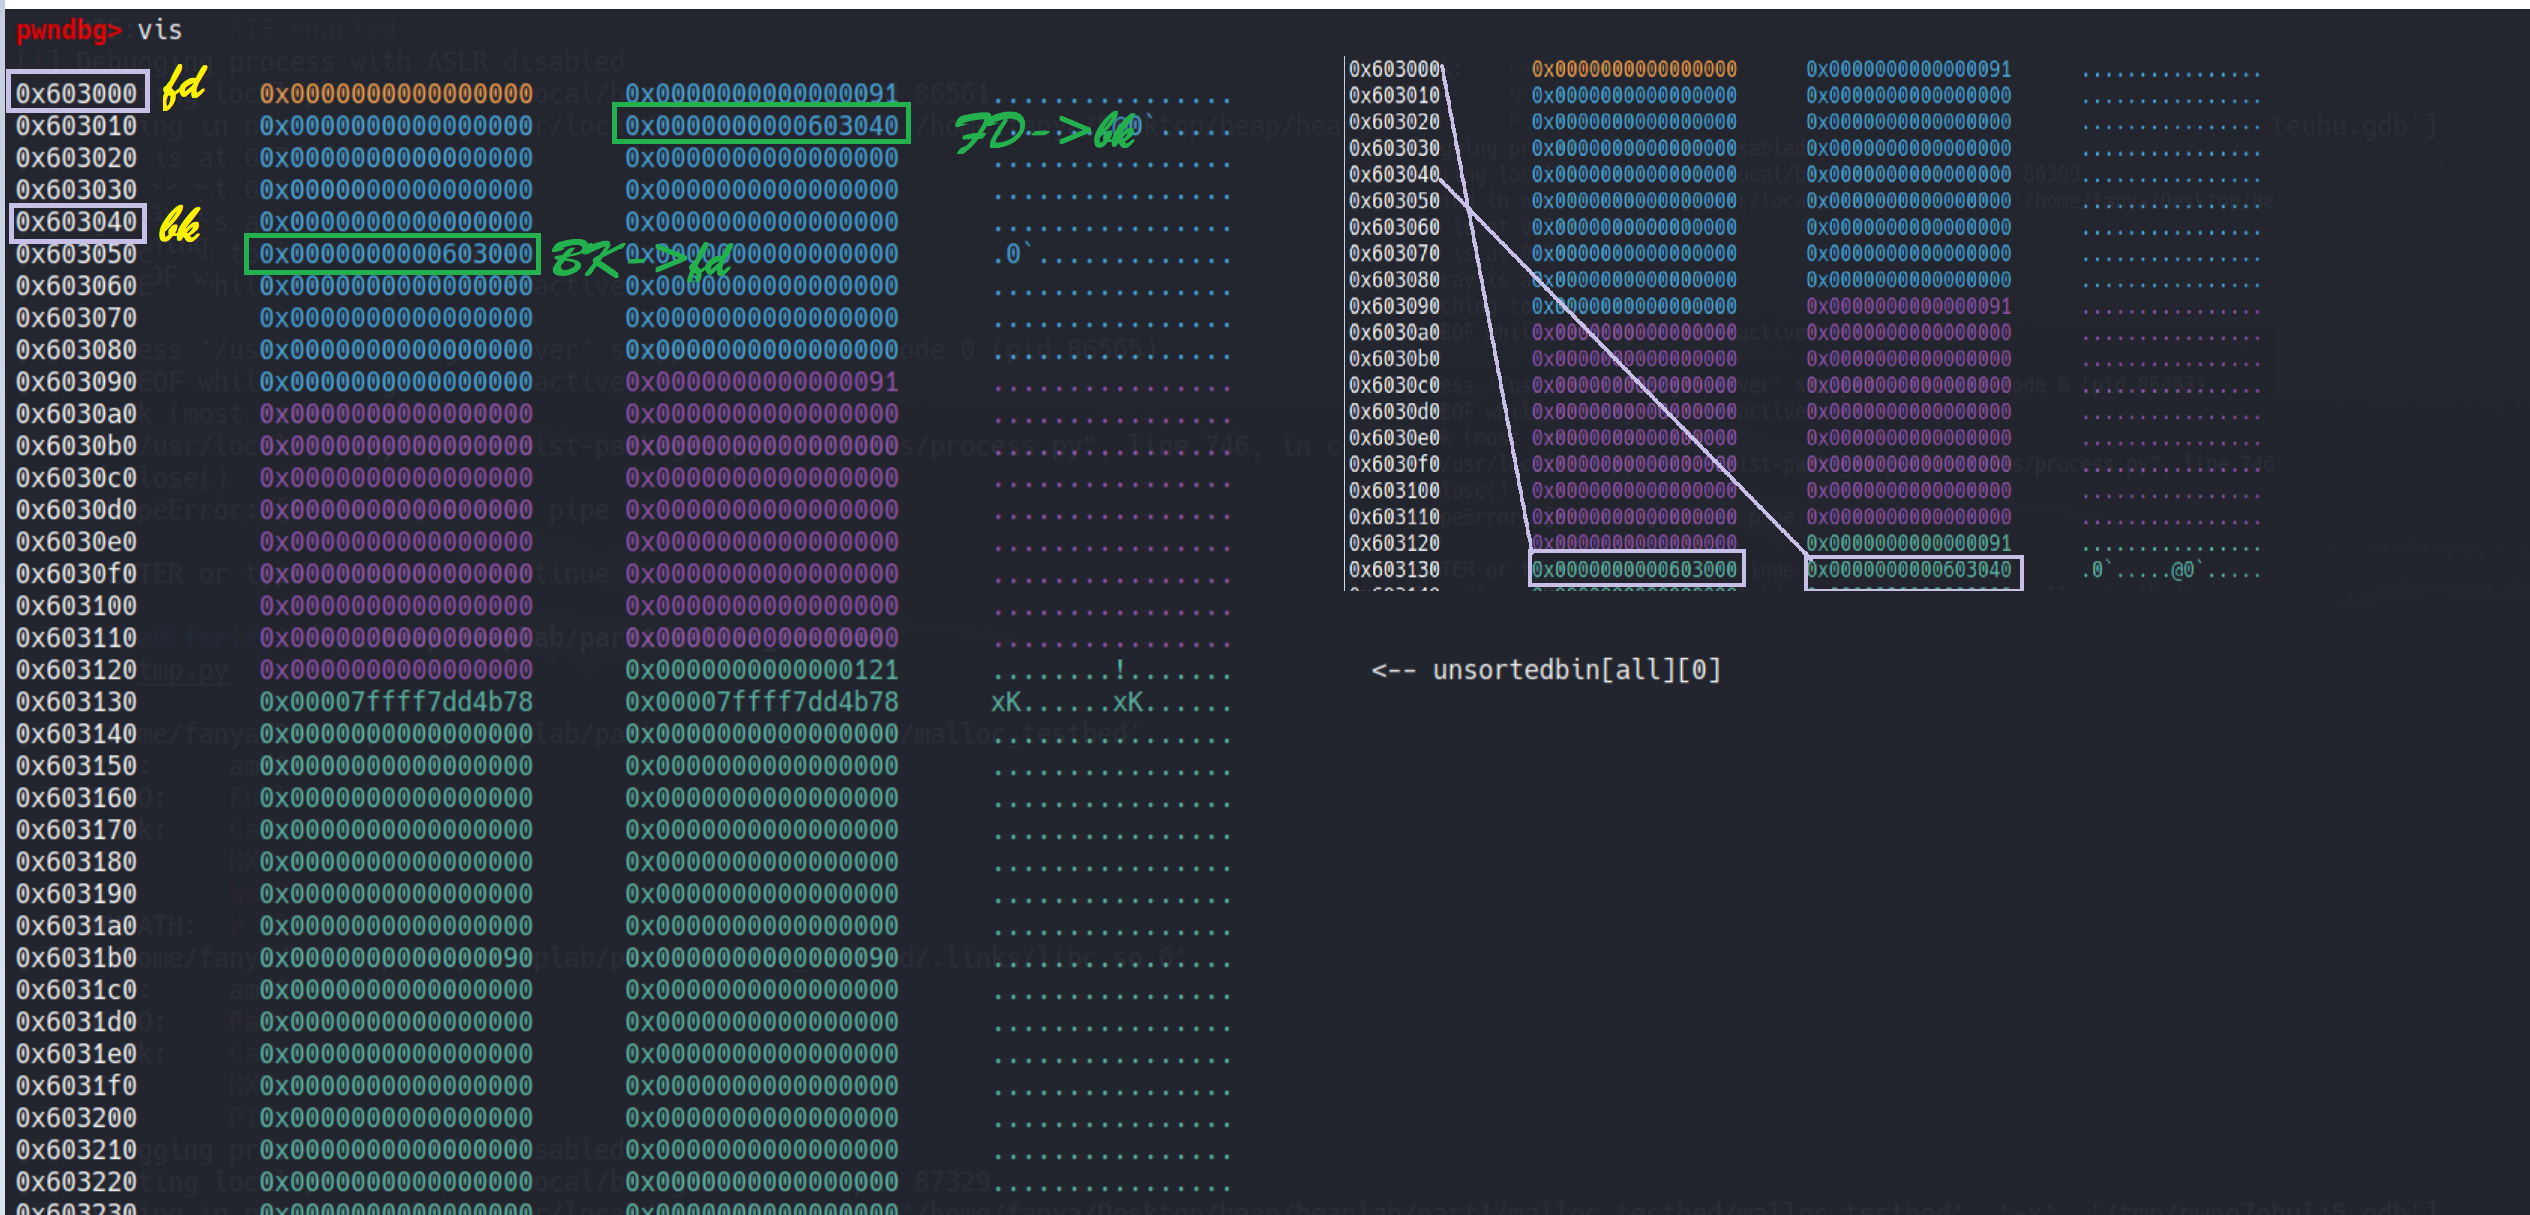 pwndbg> vis
0x603000 fd 0x0000000000000000 0x0000000000000091 ................
0x603010 0x0000000000000000 0x0000000000603040 ........@0`..... FD->bk
0x603020 0x0000000000000000 0x0000000000000000 ................
0x603030 0x0000000000000000 0x0000000000000000 ................
0x603040 bk 0x0000000000000000 0x0000000000000000 ................
0x603050 0x0000000000603000 BK->fd 0x0000000000000000 .0`.............
0x603060 0x0000000000000000 0x0000000000000000 ................
0x603070 0x0000000000000000 0x0000000000000000 ................
0x603080 0x0000000000000000 0x0000000000000000 ................
0x603090 0x0000000000000000 0x0000000000000091 ................
0x6030a0 0x0000000000000000 0x0000000000000000 ................
0x6030b0 0x0000000000000000 0x0000000000000000 ................
0x6030c0 0x0000000000000000 0x0000000000000000 ................
0x6030d0 0x0000000000000000 0x0000000000000000 ................
0x6030e0 0x0000000000000000 0x0000000000000000 ................
0x6030f0 0x0000000000000000 0x0000000000000000 ................
0x603100 0x0000000000000000 0x0000000000000000 ................
0x603110 0x0000000000000000 0x0000000000000000 ................
0x603120 0x0000000000000000 0x0000000000000121 ........!....... <-- unsortedbin[all][0]
0x603130 0x00007ffff7dd4b78 0x00007ffff7dd4b78 xK......xK......
0x603140 0x0000000000000000 0x0000000000000000 ................
0x603150 0x0000000000000000 0x0000000000000000 ................
0x603160 0x0000000000000000 0x0000000000000000 ................
0x603170 0x0000000000000000 0x0000000000000000 ................
0x603180 0x0000000000000000 0x0000000000000000 ................
0x603190 0x0000000000000000 0x0000000000000000 ................
0x6031a0 0x0000000000000000 0x0000000000000000 ................
0x6031b0 0x0000000000000090 0x0000000000000090 ................
0x6031c0 0x0000000000000000 0x0000000000000000 ................
0x6031d0 0x0000000000000000 0x0000000000000000 ................
0x6031e0 0x0000000000000000 0x0000000000000000 ................
0x6031f0 0x0000000000000000 0x0000000000000000 ................
0x603200 0x0000000000000000 0x0000000000000000 ................
0x603210 0x0000000000000000 0x0000000000000000 ................
0x603220 0x0000000000000000 0x0000000000000000 ................
0x603230
0x603000 0x0000000000000000 0x0000000000000091 ................
0x603010 0x0000000000000000 0x0000000000000000 ................
0x603020 0x0000000000000000 0x0000000000000000 ................
0x603030 0x0000000000000000 0x0000000000000000 ................
0x603040 0x0000000000000000 0x0000000000000000 ................
0x603050 0x0000000000000000 0x0000000000000000 ................
0x603060 0x0000000000000000 0x0000000000000000 ................
0x603070 0x0000000000000000 0x0000000000000000 ................
0x603080 0x0000000000000000 0x0000000000000000 ................
0x603090 0x0000000000000000 0x0000000000000091 ................
0x6030a0 0x0000000000000000 0x0000000000000000 ................
0x6030b0 0x0000000000000000 0x0000000000000000 ................
0x6030c0 0x0000000000000000 0x0000000000000000 ................
0x6030d0 0x0000000000000000 0x0000000000000000 ................
0x6030e0 0x0000000000000000 0x0000000000000000 ................
0x6030f0 0x0000000000000000 0x0000000000000000 ................
0x603100 0x0000000000000000 0x0000000000000000 ................
0x603110 0x0000000000000000 0x0000000000000000 ................
0x603120 0x0000000000000000 0x0000000000000091 ................
0x603130 0x0000000000603000 0x0000000000603040 .0`.....@0`.....